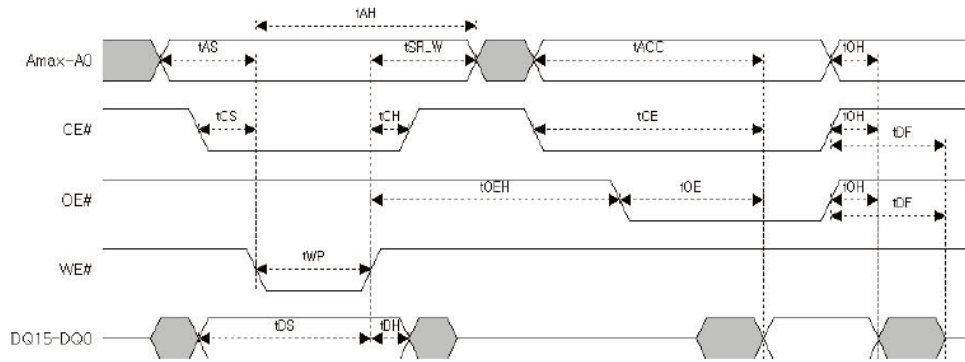 tAH
Amax-A0 tAS tSR_W tACC tOH
CE# tCS tCH tCE tOH
tDF
OE# tOEH tOE tOH
tDF
WE# tWP
DQ15-DQ0 tDS tDH